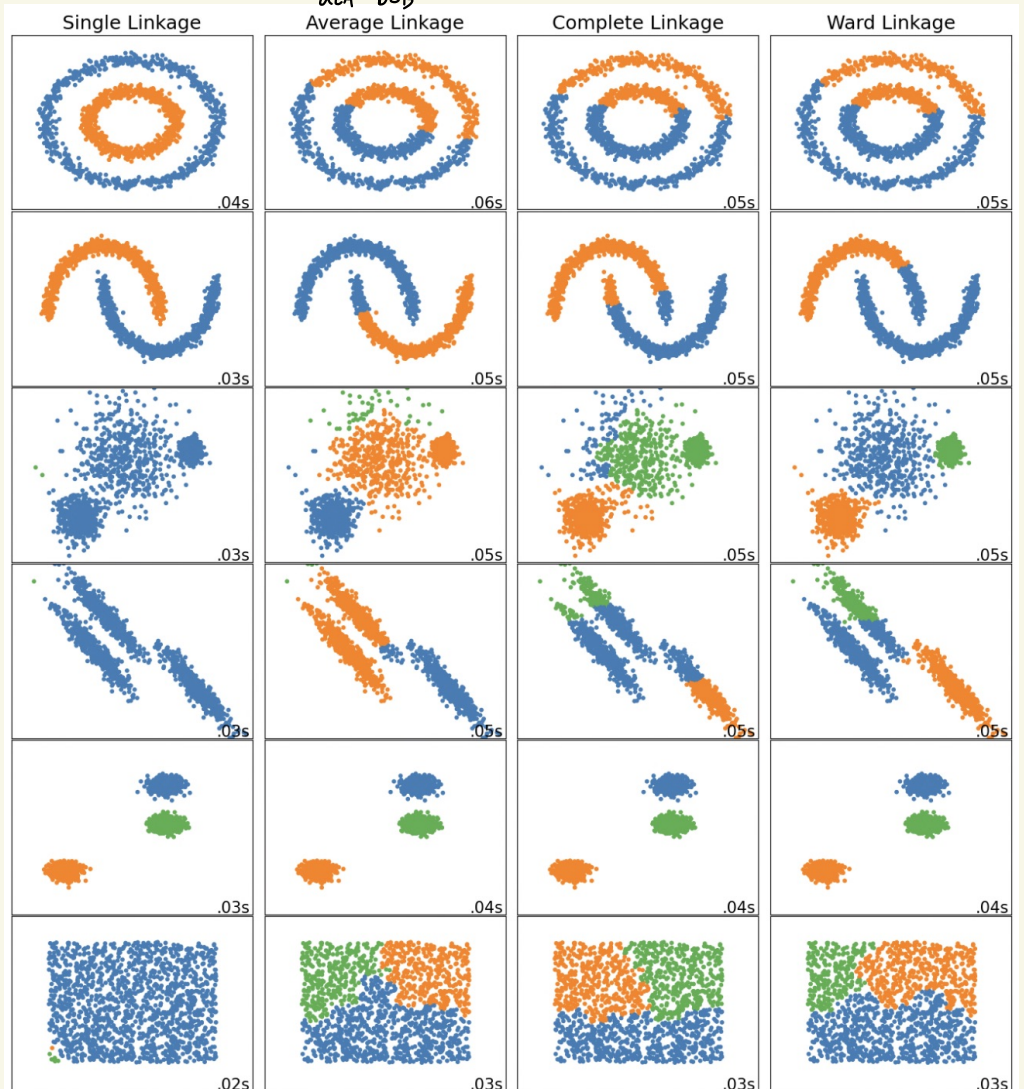 Single Linkage Average Linkage Complete Linkage Ward Linkage
.04s .06s .05s .05s
.03s .05s .05s .05s
.03s .05s .05s .05s
.03s .05s .05s .05s
.03s .04s .04s .04s
.02s .03s .03s .03s